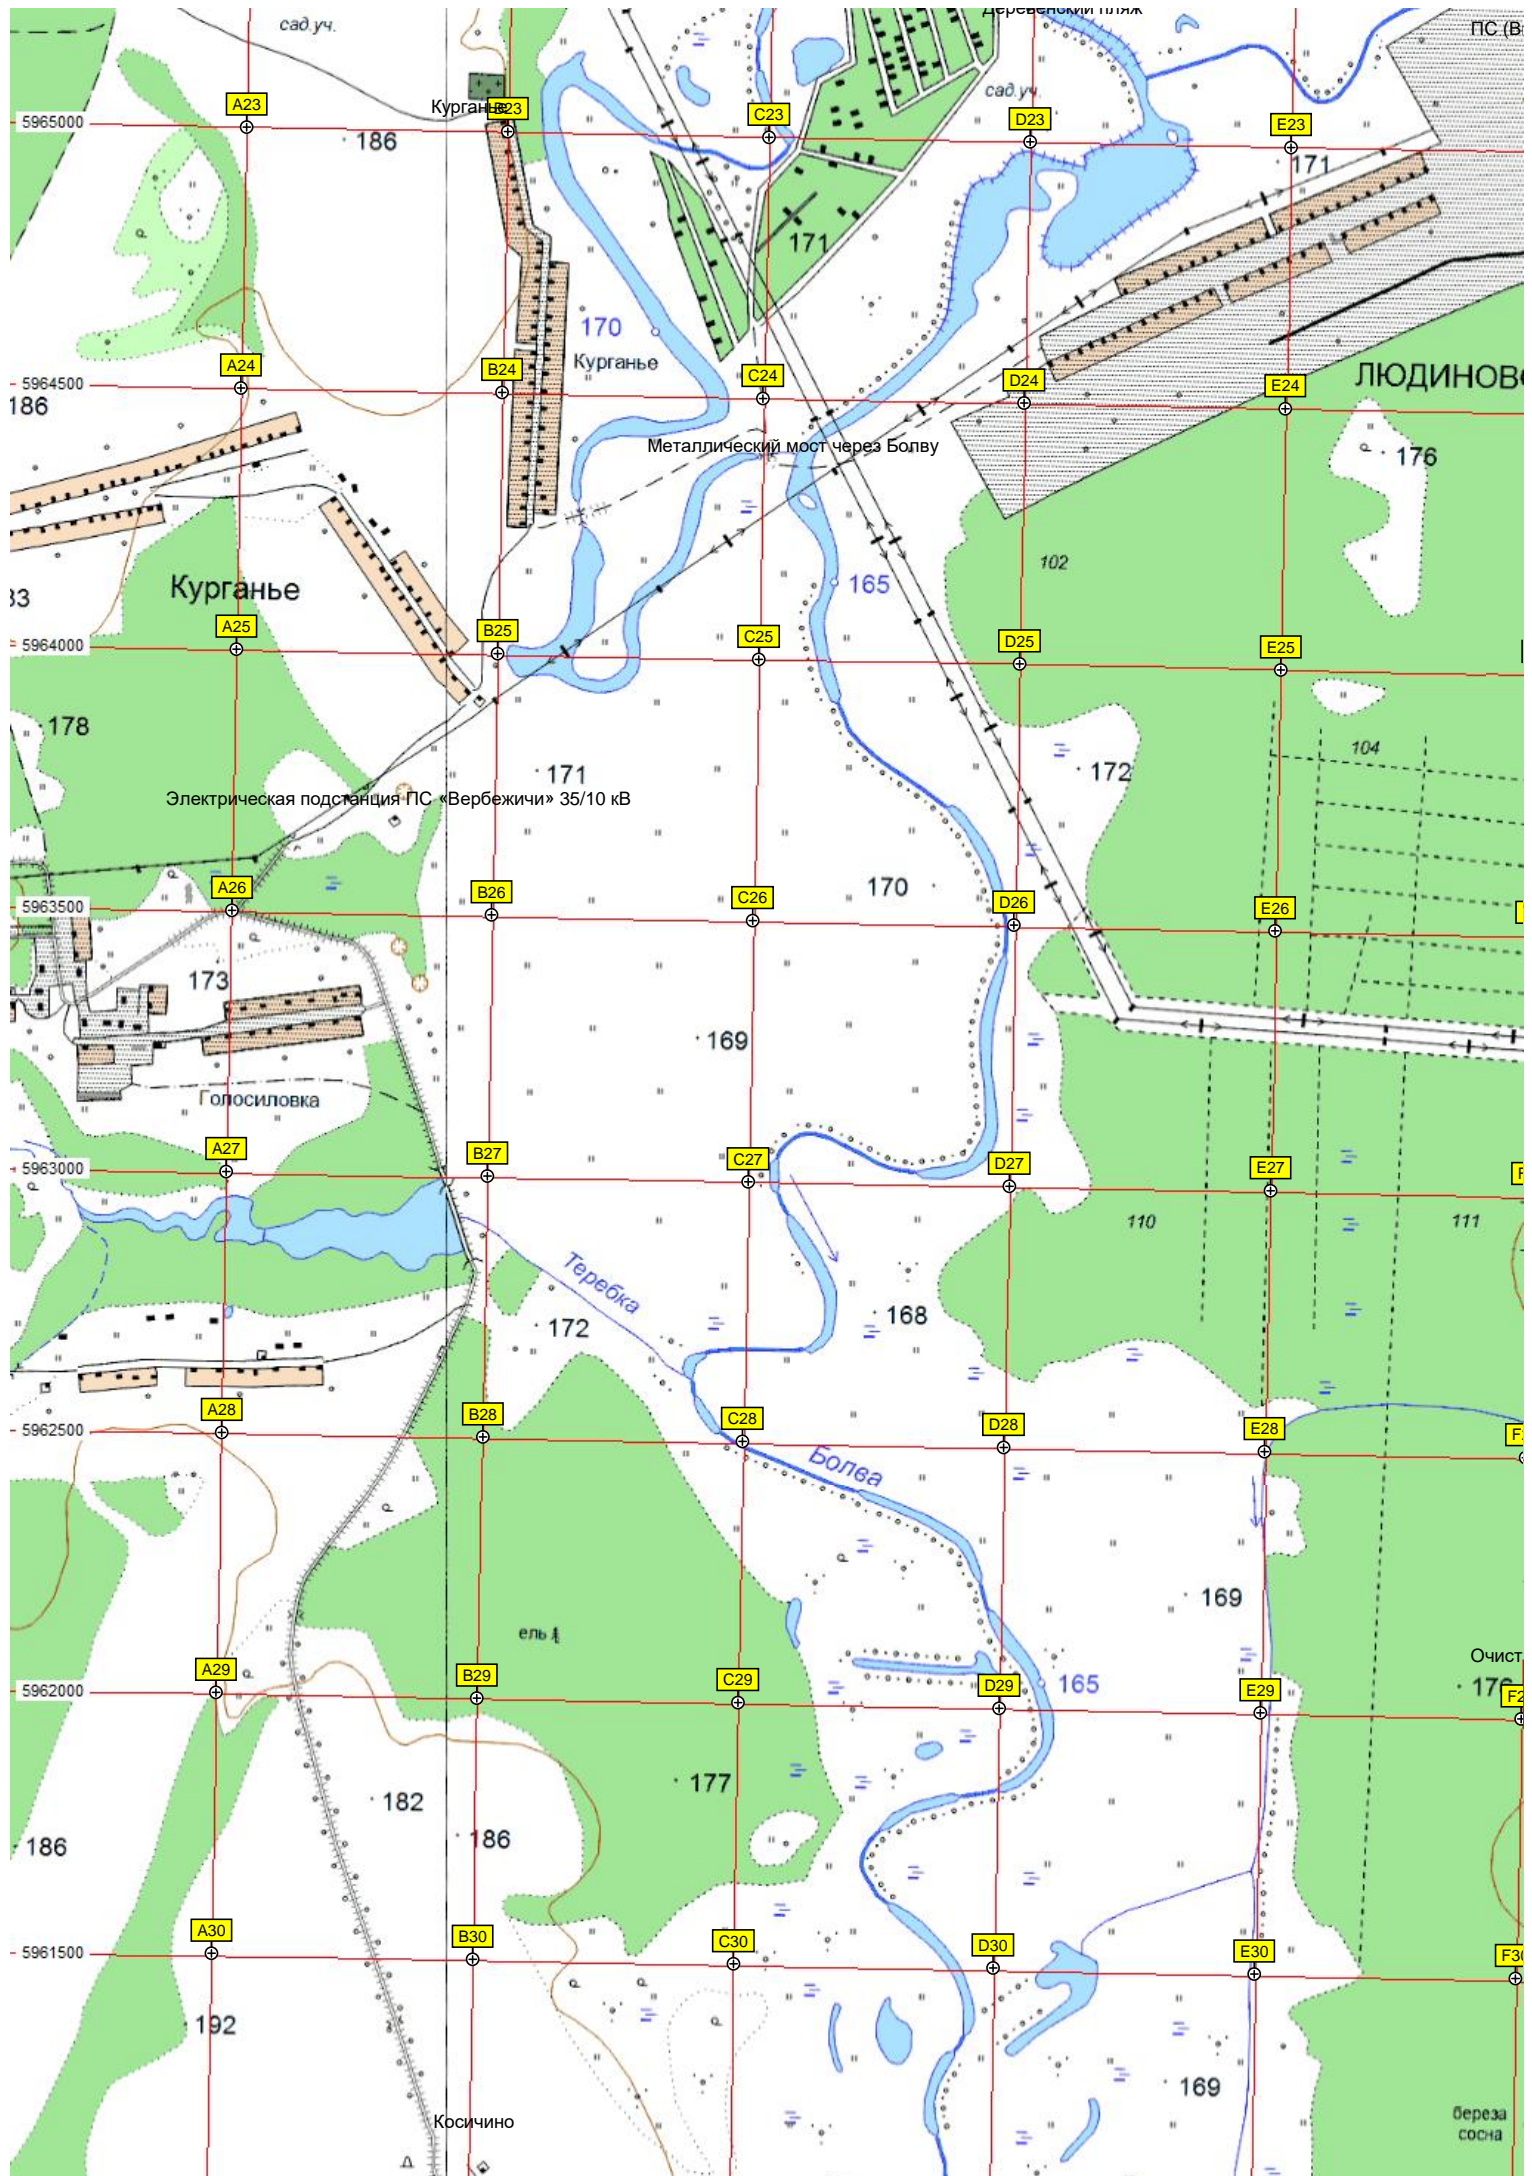 Деревенский пляж
сад.уч.
ПС (В
Курганье
сад.уч.
A23
B23
C23
D23
E23
5965000
186
171
171
170
Курганье
A24
B24
C24
D24
E24
5964500
ЛЮДИНОВ
186
Металлический мост через Болву
176
102
165
Курганье
33
A25
B25
C25
D25
E25
5964000
178
171
172
104
Электрическая подстанция ПС «Вербежичи» 35/10 кВ
170
A26
B26
C26
D26
E26
5963500
173
169
Голосиловка
A27
B27
C27
D27
E27
5963000
110
111
Теребка
172
168
A28
B28
C28
D28
E28
5962500
Болва
169
ель
Очист
A29
B29
C29
D29
E29
F2
5962000
165
176
177
182
186
186
A30
B30
C30
D30
E30
F30
5961500
192
169
Косичино
береза
сосна